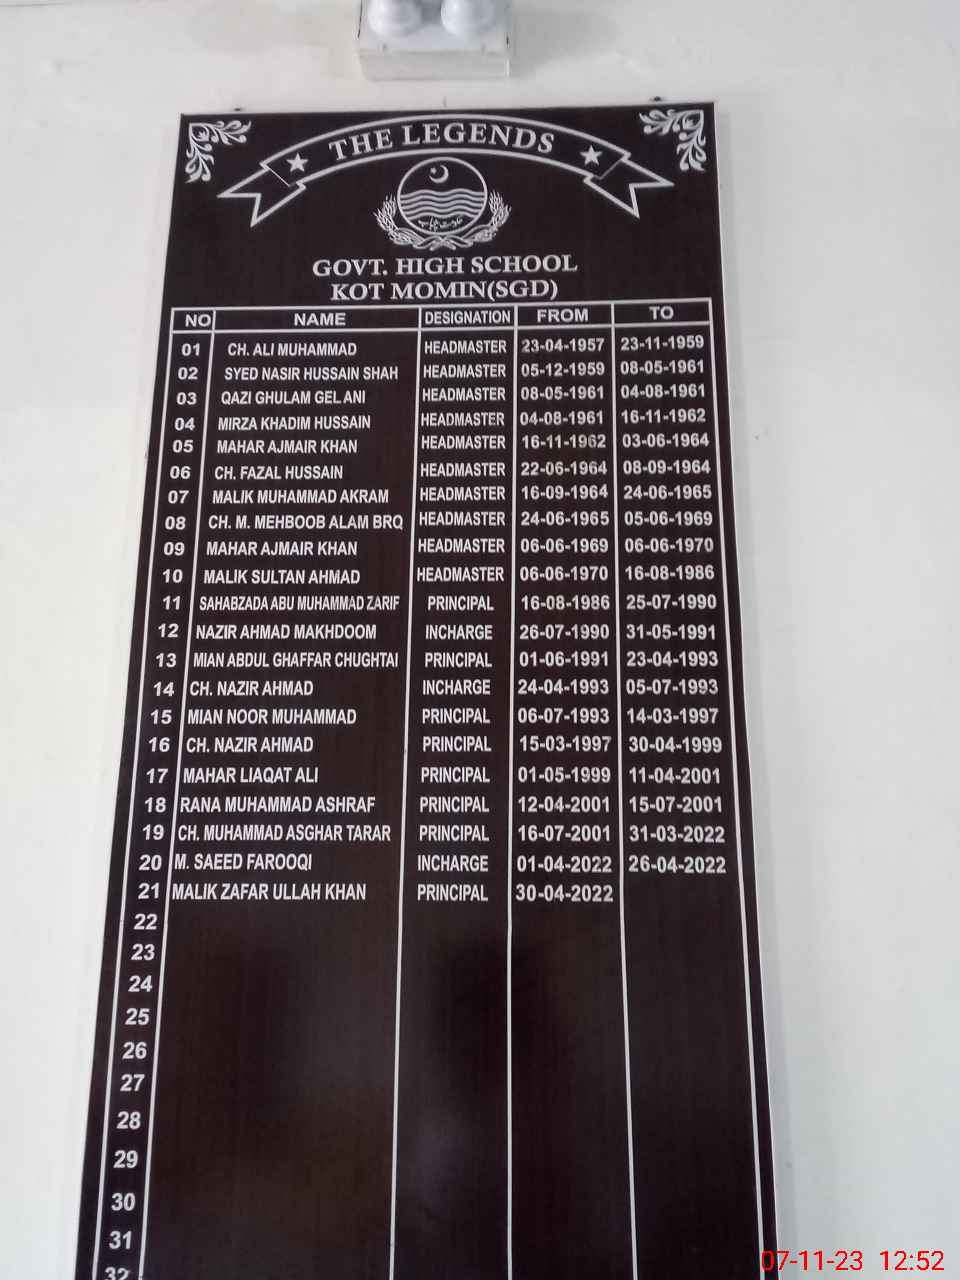 THE LEGENDS
GOVT. HIGH SCHOOL
KOT MOMIN(SGD)
NO NAME DESIGNATION FROM TO
01 CH. ALI MUHAMMAD HEADMASTER 23-04-1957 23-11-1959
02 SYED NASIR HUSSAIN SHAH HEADMASTER 05-12-1959 08-05-1961
03 QAZI GHULAM GELANI HEADMASTER 08-05-1961 04-08-1961
04 MIRZA KHADIM HUSSAIN HEADMASTER 04-08-1961 16-11-1962
05 MAHAR AJMAIR KHAN HEADMASTER 16-11-1962 03-06-1964
06 CH. FAZAL HUSSAIN HEADMASTER 22-06-1964 08-09-1964
07 MALIK MUHAMMAD AKRAM HEADMASTER 16-09-1964 24-06-1965
08 CH. M. MEHBOOB ALAM BRQ HEADMASTER 24-06-1965 05-06-1969
09 MAHAR AJMAIR KHAN HEADMASTER 06-06-1969 06-06-1970
10 MALIK SULTAN AHMAD HEADMASTER 06-06-1970 16-08-1986
11 SAHABZADA ABU MUHAMMAD ZARIF PRINCIPAL 16-08-1986 25-07-1990
12 NAZIR AHMAD MAKHDOOM INCHARGE 26-07-1990 31-05-1991
13 MIAN ABDUL GHAFFAR CHUGHTAI PRINCIPAL 01-06-1991 23-04-1993
14 CH. NAZIR AHMAD INCHARGE 24-04-1993 05-07-1993
15 MIAN NOOR MUHAMMAD PRINCIPAL 06-07-1993 14-03-1997
16 CH. NAZIR AHMAD PRINCIPAL 15-03-1997 30-04-1999
17 MAHAR LIAQAT ALI PRINCIPAL 01-05-1999 11-04-2001
18 RANA MUHAMMAD ASHRAF PRINCIPAL 12-04-2001 15-07-2001
19 CH. MUHAMMAD ASGHAR TARAR PRINCIPAL 16-07-2001 31-03-2022
20 M. SAEED FAROOQI INCHARGE 01-04-2022 26-04-2022
21 MALIK ZAFAR ULLAH KHAN PRINCIPAL 30-04-2022
22
23
24
25
26
27
28
29
30
31
32
07-11-23 12:52